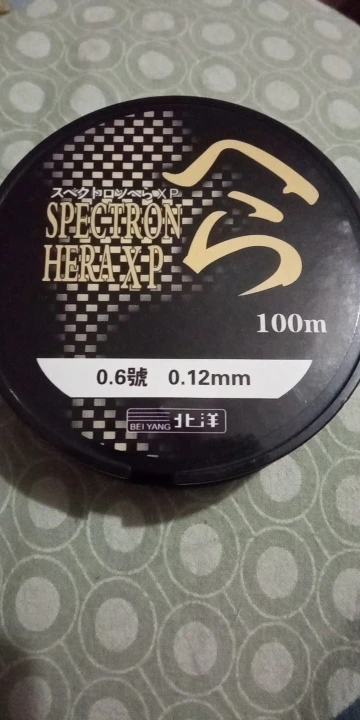 へら
スペクトロンへらXP
SPECTRON
HERA XP
100m
0.6號 0.12mm
BEI YANG 北洋